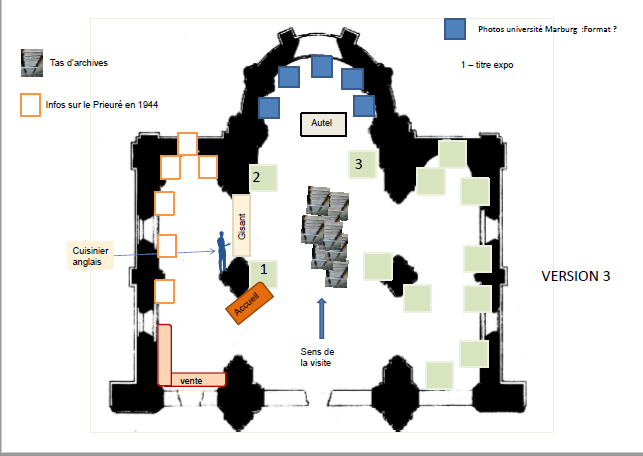 Photos université Marburg :Format ?
Tas d'archives
1 – titre expo
Infos sur le Prieuré en 1944
Autel
3
2
Gisant
Cuisinier
anglais
1
Accueil
VERSION 3
Sens de
la visite
vente